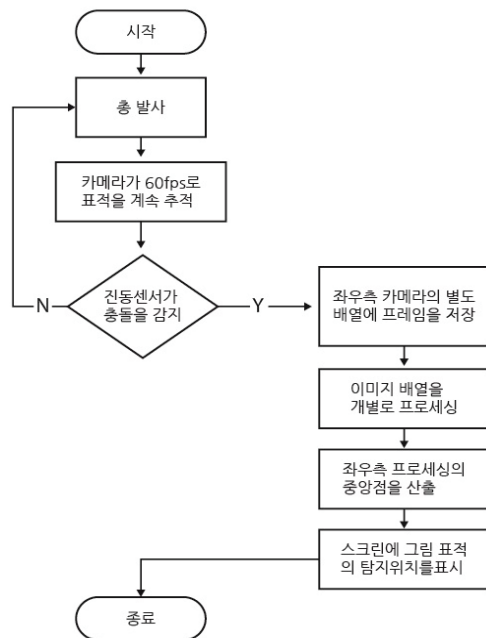 시작
총 발사
카메라가 60fps로
표적을 계속 추적
진동센서가
충돌을 감지
N
Y
좌우측 카메라의 별도
배열에 프레임을 저장
이미지 배열을
개별로 프로세싱
좌우측 프로세싱의
중앙점을 산출
스크린에 그림 표적
의 탐지위치를표시
종료